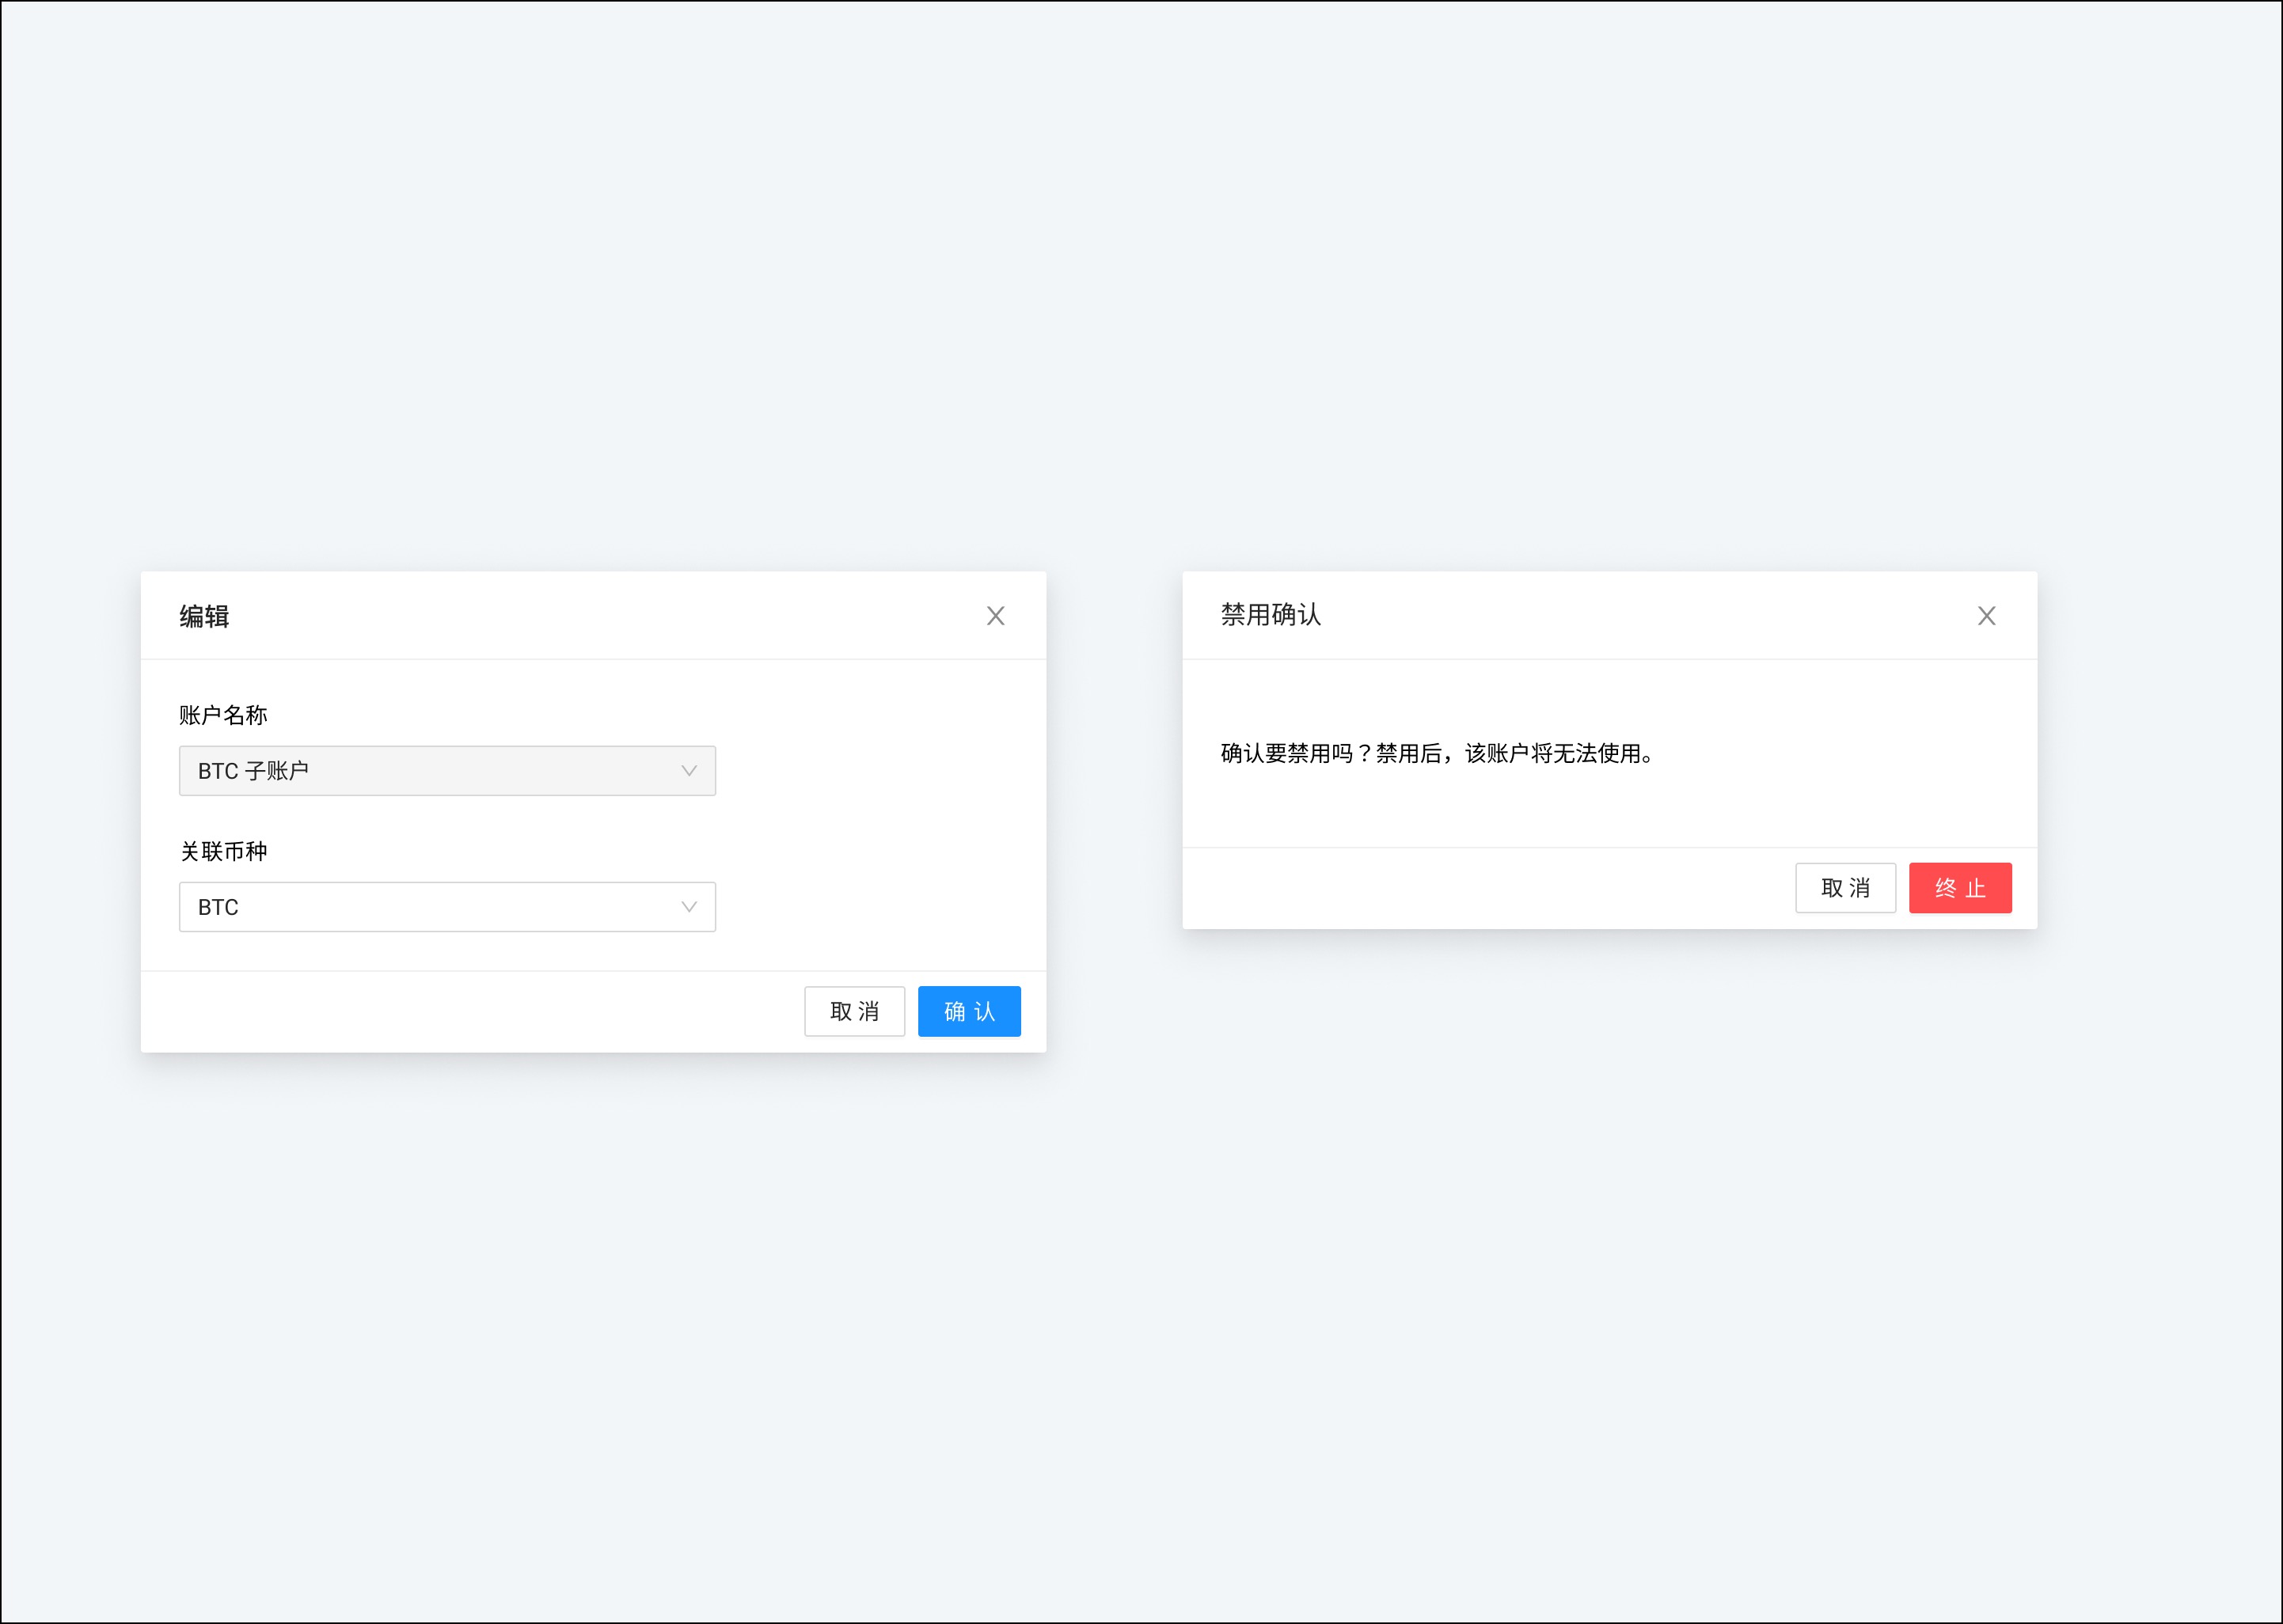 编辑
账户名称
BTC 子账户
关联币种
BTC
取 消
确 认
禁用确认
确认要禁用吗？禁用后，该账户将无法使用。
取 消
终 止